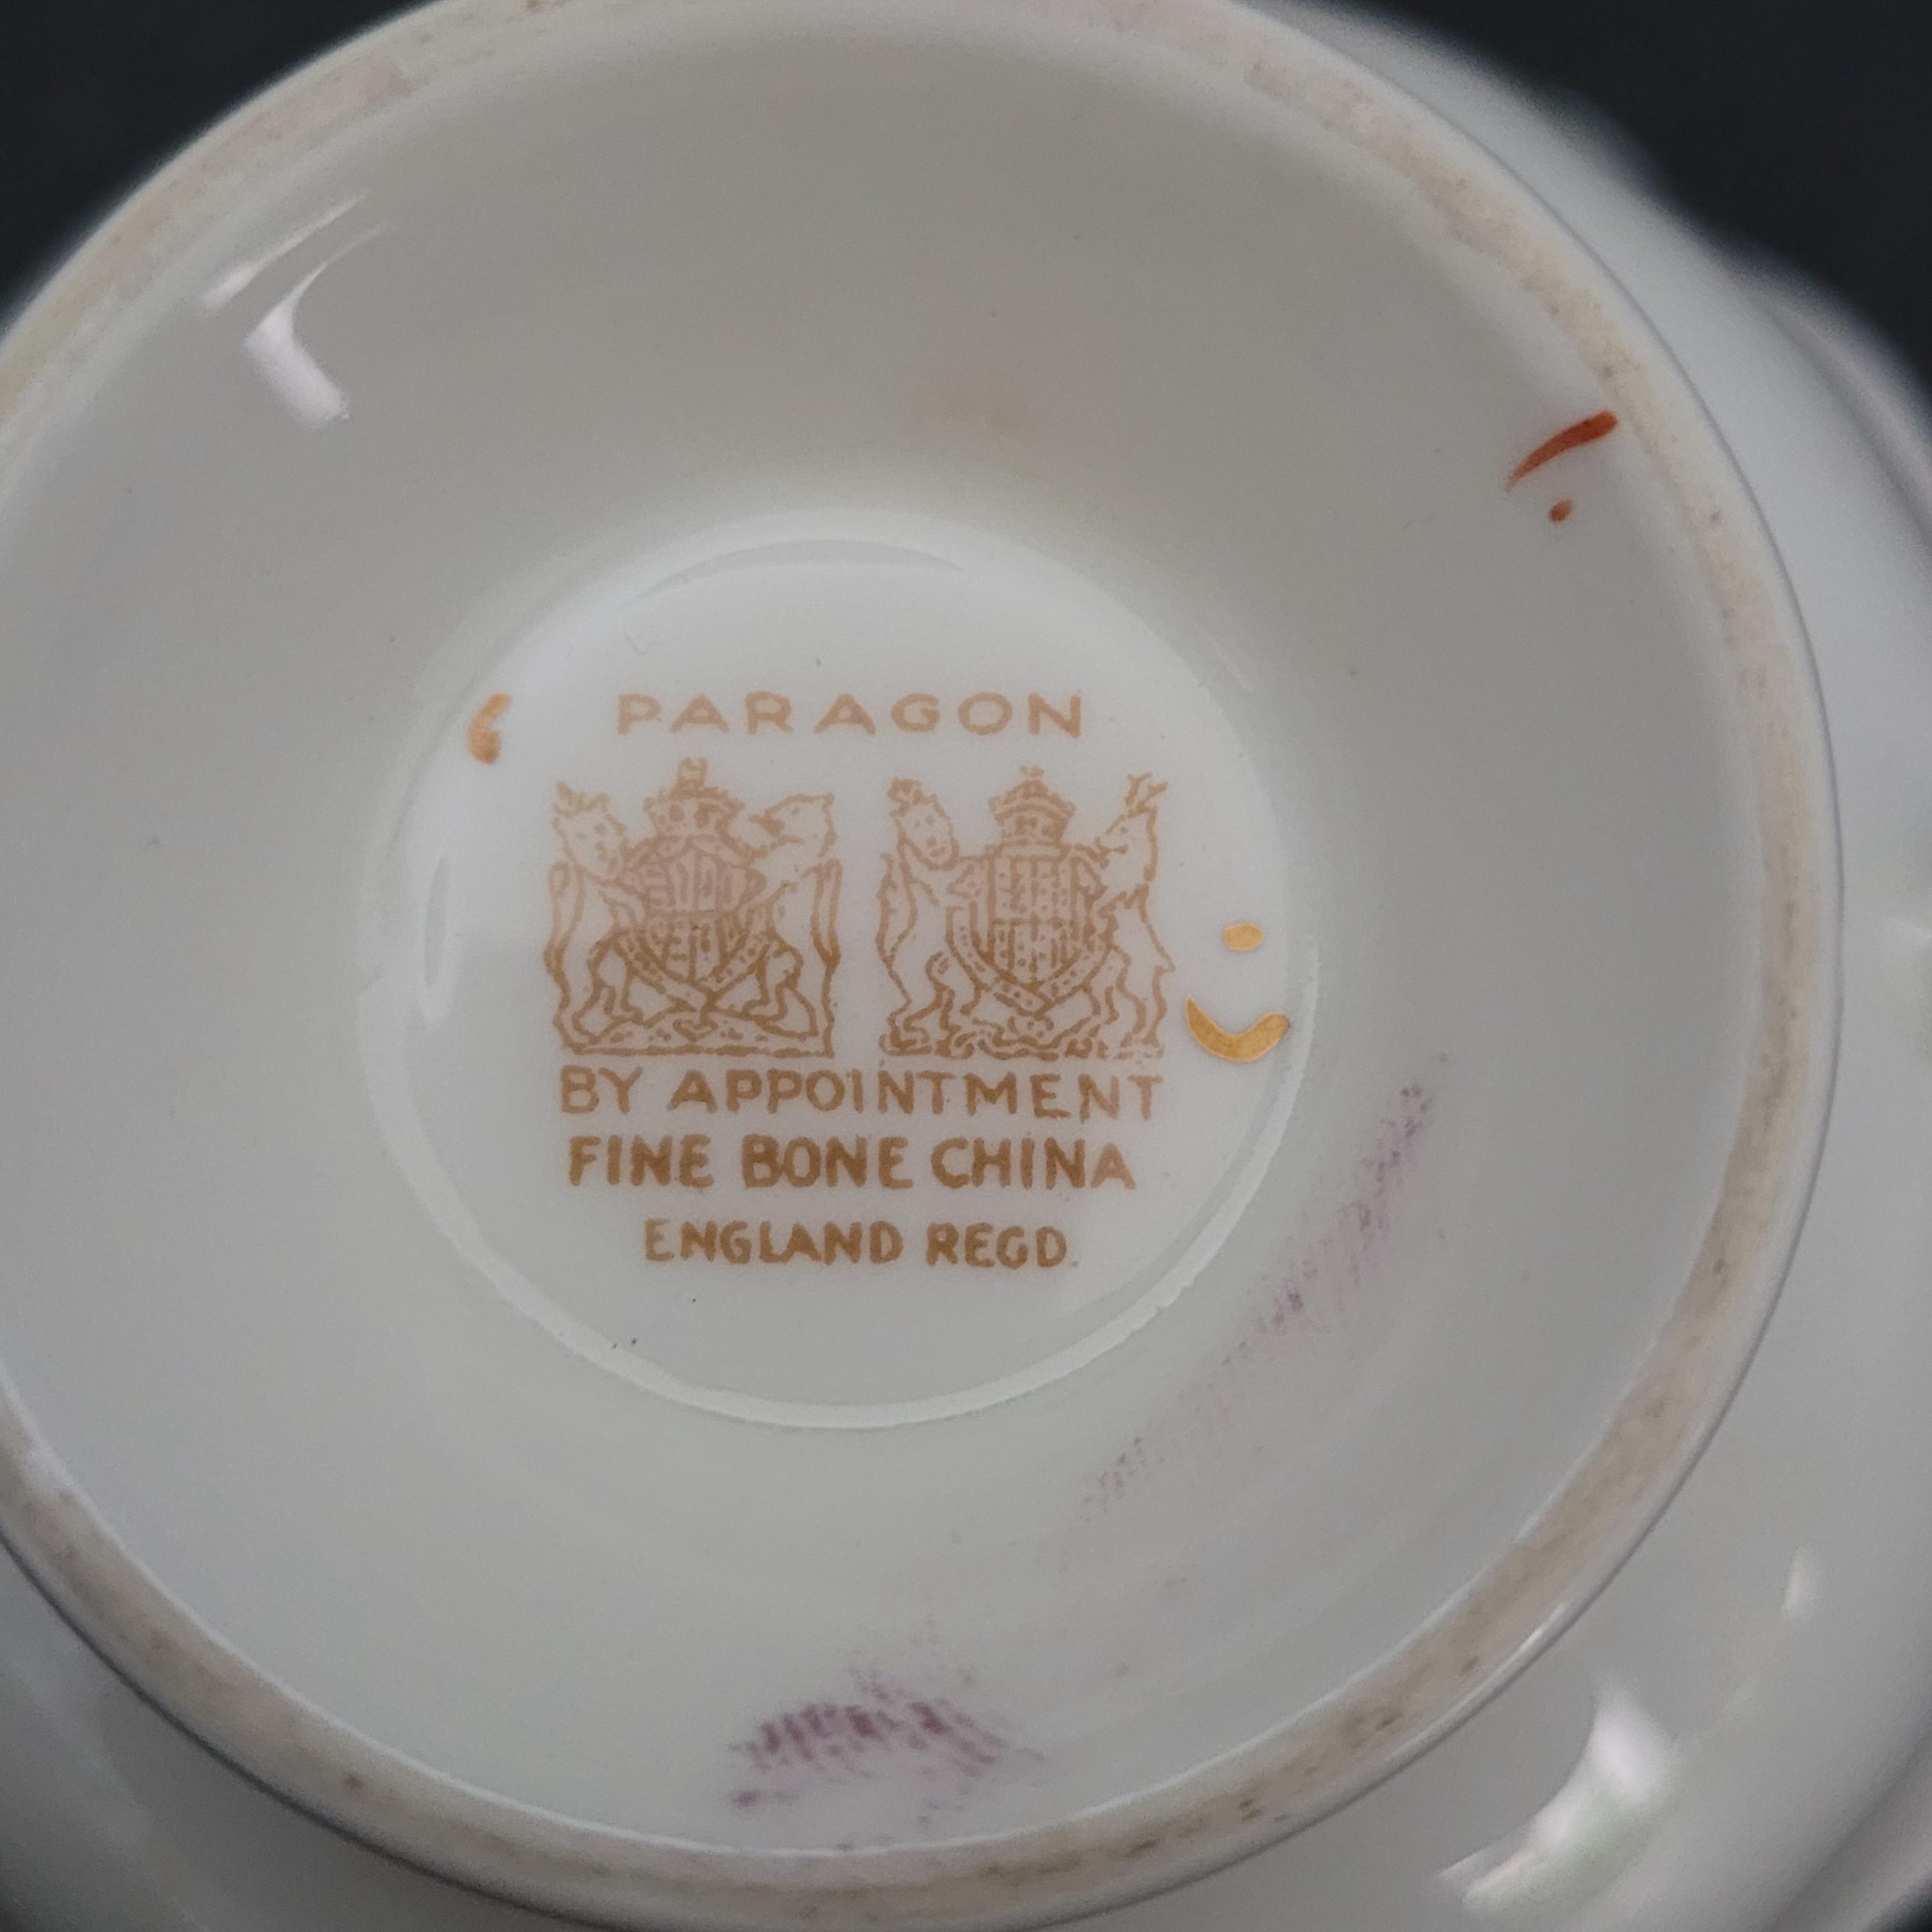 PARAGON
BY APPOINTMENT
FINE BONE CHINA
ENGLAND REGD.